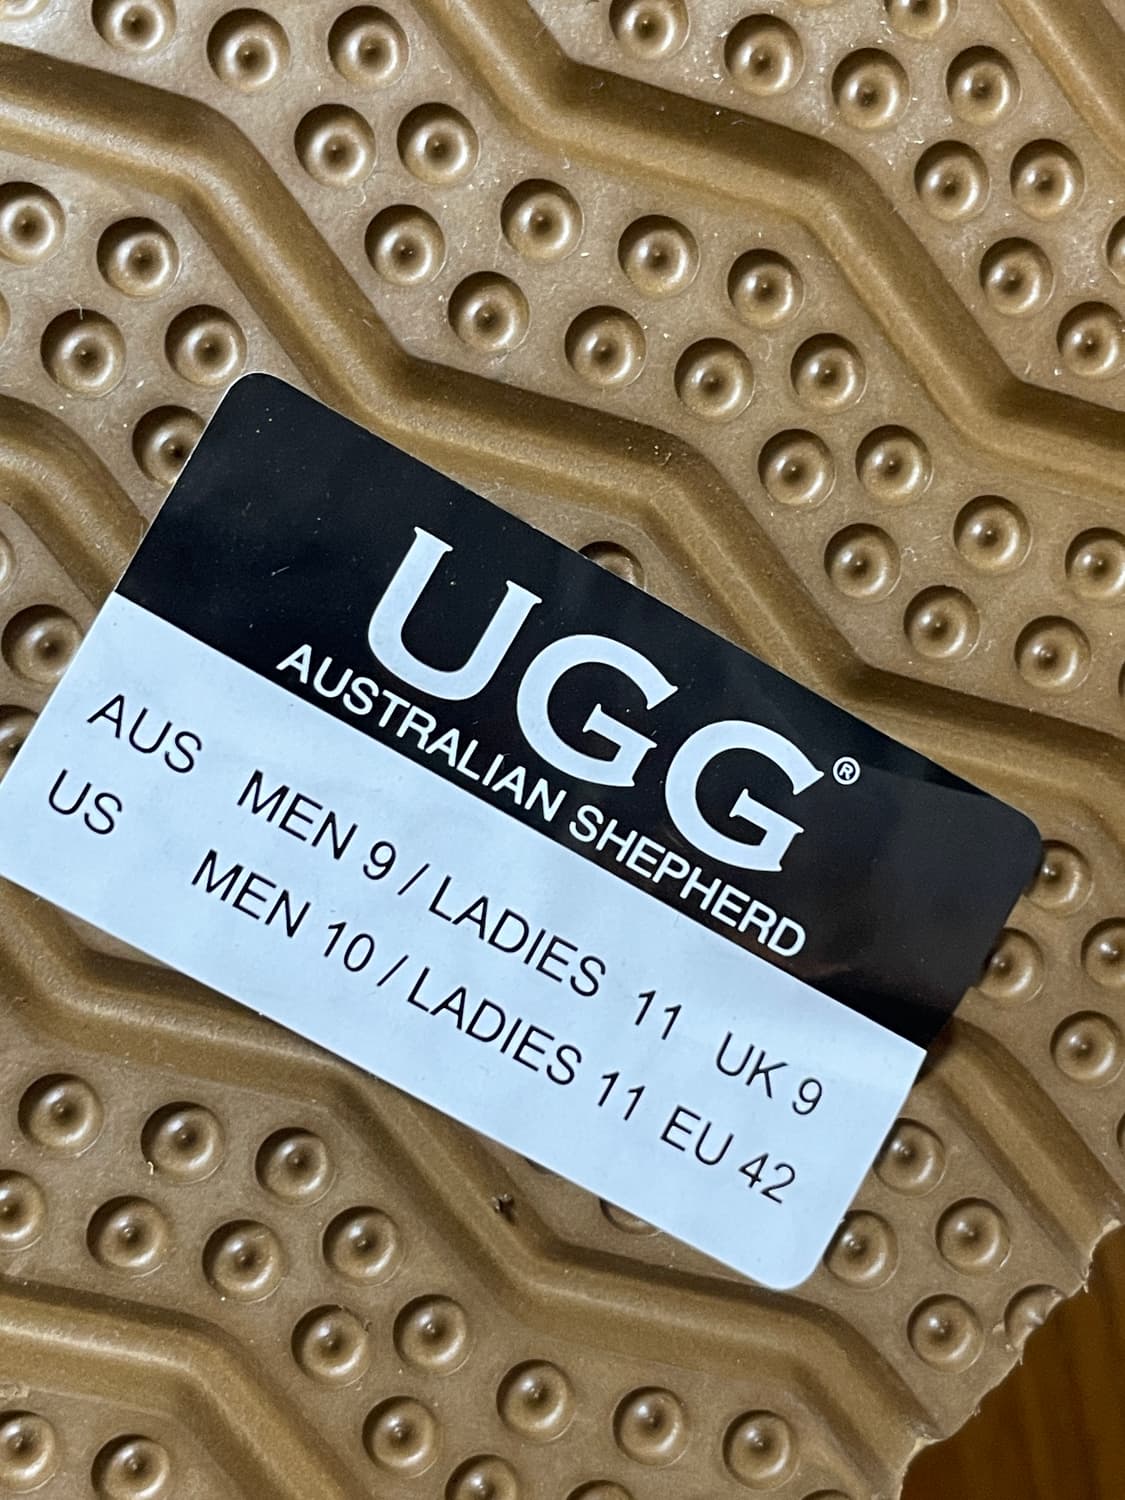 UGG®
AUSTRALIAN SHEPHERD
AUS MEN 9 / LADIES 11 UK 9
US MEN 10 / LADIES 11 EU 42